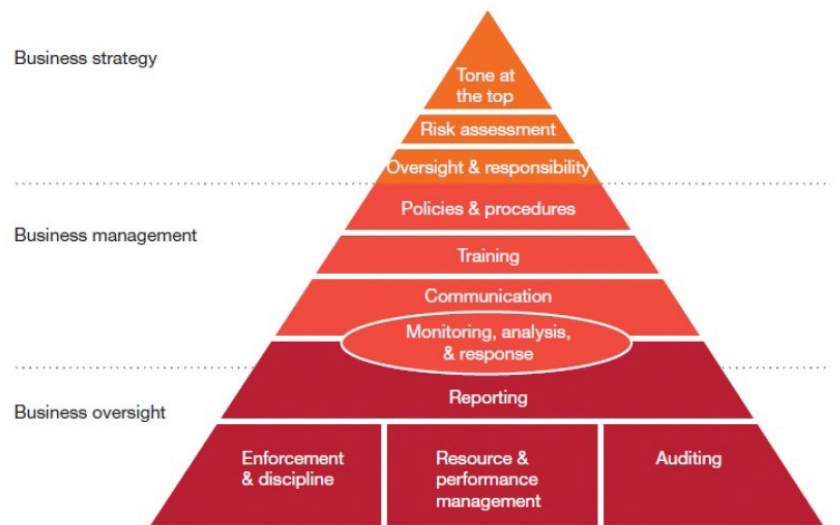 Business strategy
Tone at
the top
Risk assessment
Oversight & responsibility
Business management
Policies & procedures
Training
Communication
Monitoring, analysis,
& response
Business oversight
Reporting
Enforcement
& discipline
Resource &
performance
management
Auditing